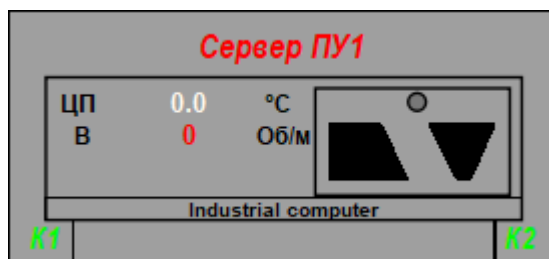 Сервер ПУ1
ЦП 0.0 °C
В 0 Об/м
Industrial computer
К1 К2